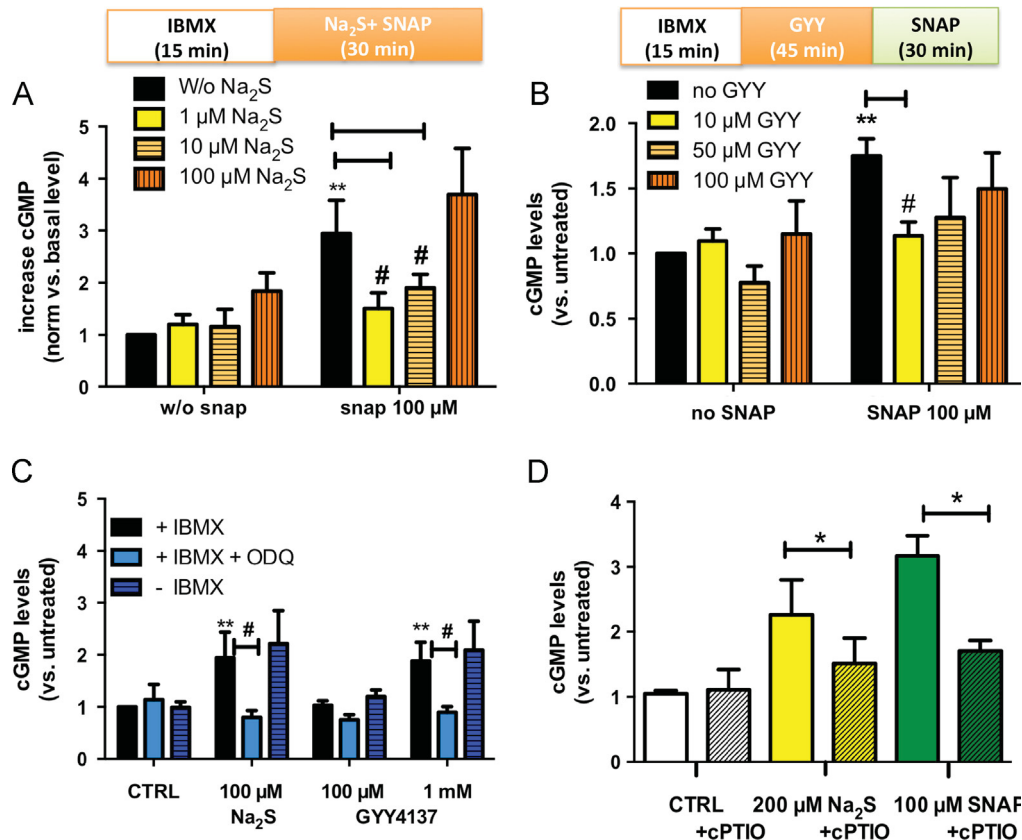 IBMX
(15 min)
Na₂S+ SNAP
(30 min)
A
W/o Na₂S
1 µM Na₂S
10 µM Na₂S
100 µM Na₂S
increase cGMP
(norm vs. basal level)
5
4
3
2
1
0
**
#
#
w/o snap
snap 100 µM
IBMX
(15 min)
GYY
(45 min)
SNAP
(30 min)
B
no GYY
10 µM GYY
50 µM GYY
100 µM GYY
cGMP levels
(vs. untreated)
2.0
1.5
1.0
0.5
0.0
**
#
no SNAP
SNAP 100 µM
C
+ IBMX
+ IBMX + ODQ
- IBMX
cGMP levels
(vs. untreated)
5
4
3
2
1
0
**
#
**
#
CTRL
100 µM
Na₂S
100 µM
1 mM
GYY4137
D
cGMP levels
(vs. untreated)
4
3
2
1
0
*
*
CTRL
+cPTIO
200 µM Na₂S
+cPTIO
100 µM SNAP
+cPTIO